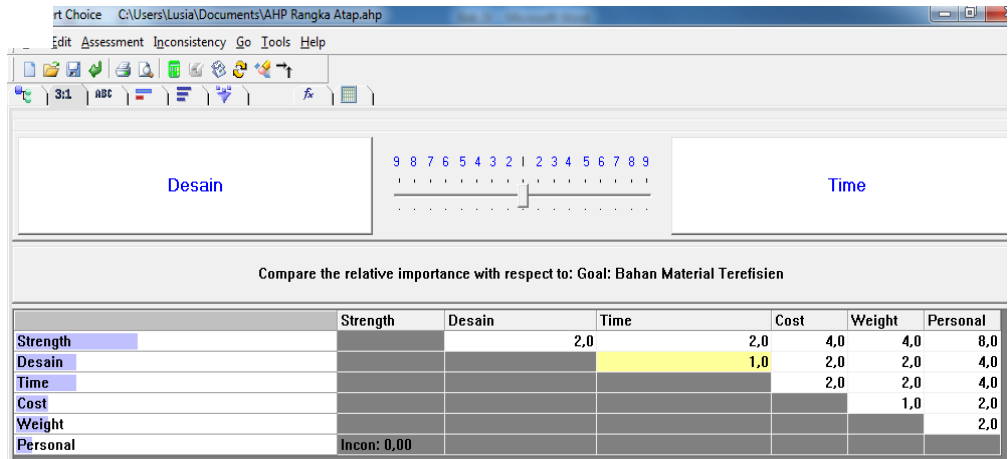 rt Choice C:\Users\Lusia\Documents\AHP Rangka Atap.ahp
Edit Assessment Inconsistency Go Tools Help
3:1 ABC fx
9 8 7 6 5 4 3 2 1 2 3 4 5 6 7 8 9
Desain Time
Compare the relative importance with respect to: Goal: Bahan Material Terefisien
Strength Desain Time Cost Weight Personal
Strength 2,0 2,0 4,0 4,0 8,0
Desain 1,0 2,0 2,0 4,0
Time 2,0 2,0 4,0
Cost 1,0 2,0
Weight 2,0
Personal Incon: 0,00